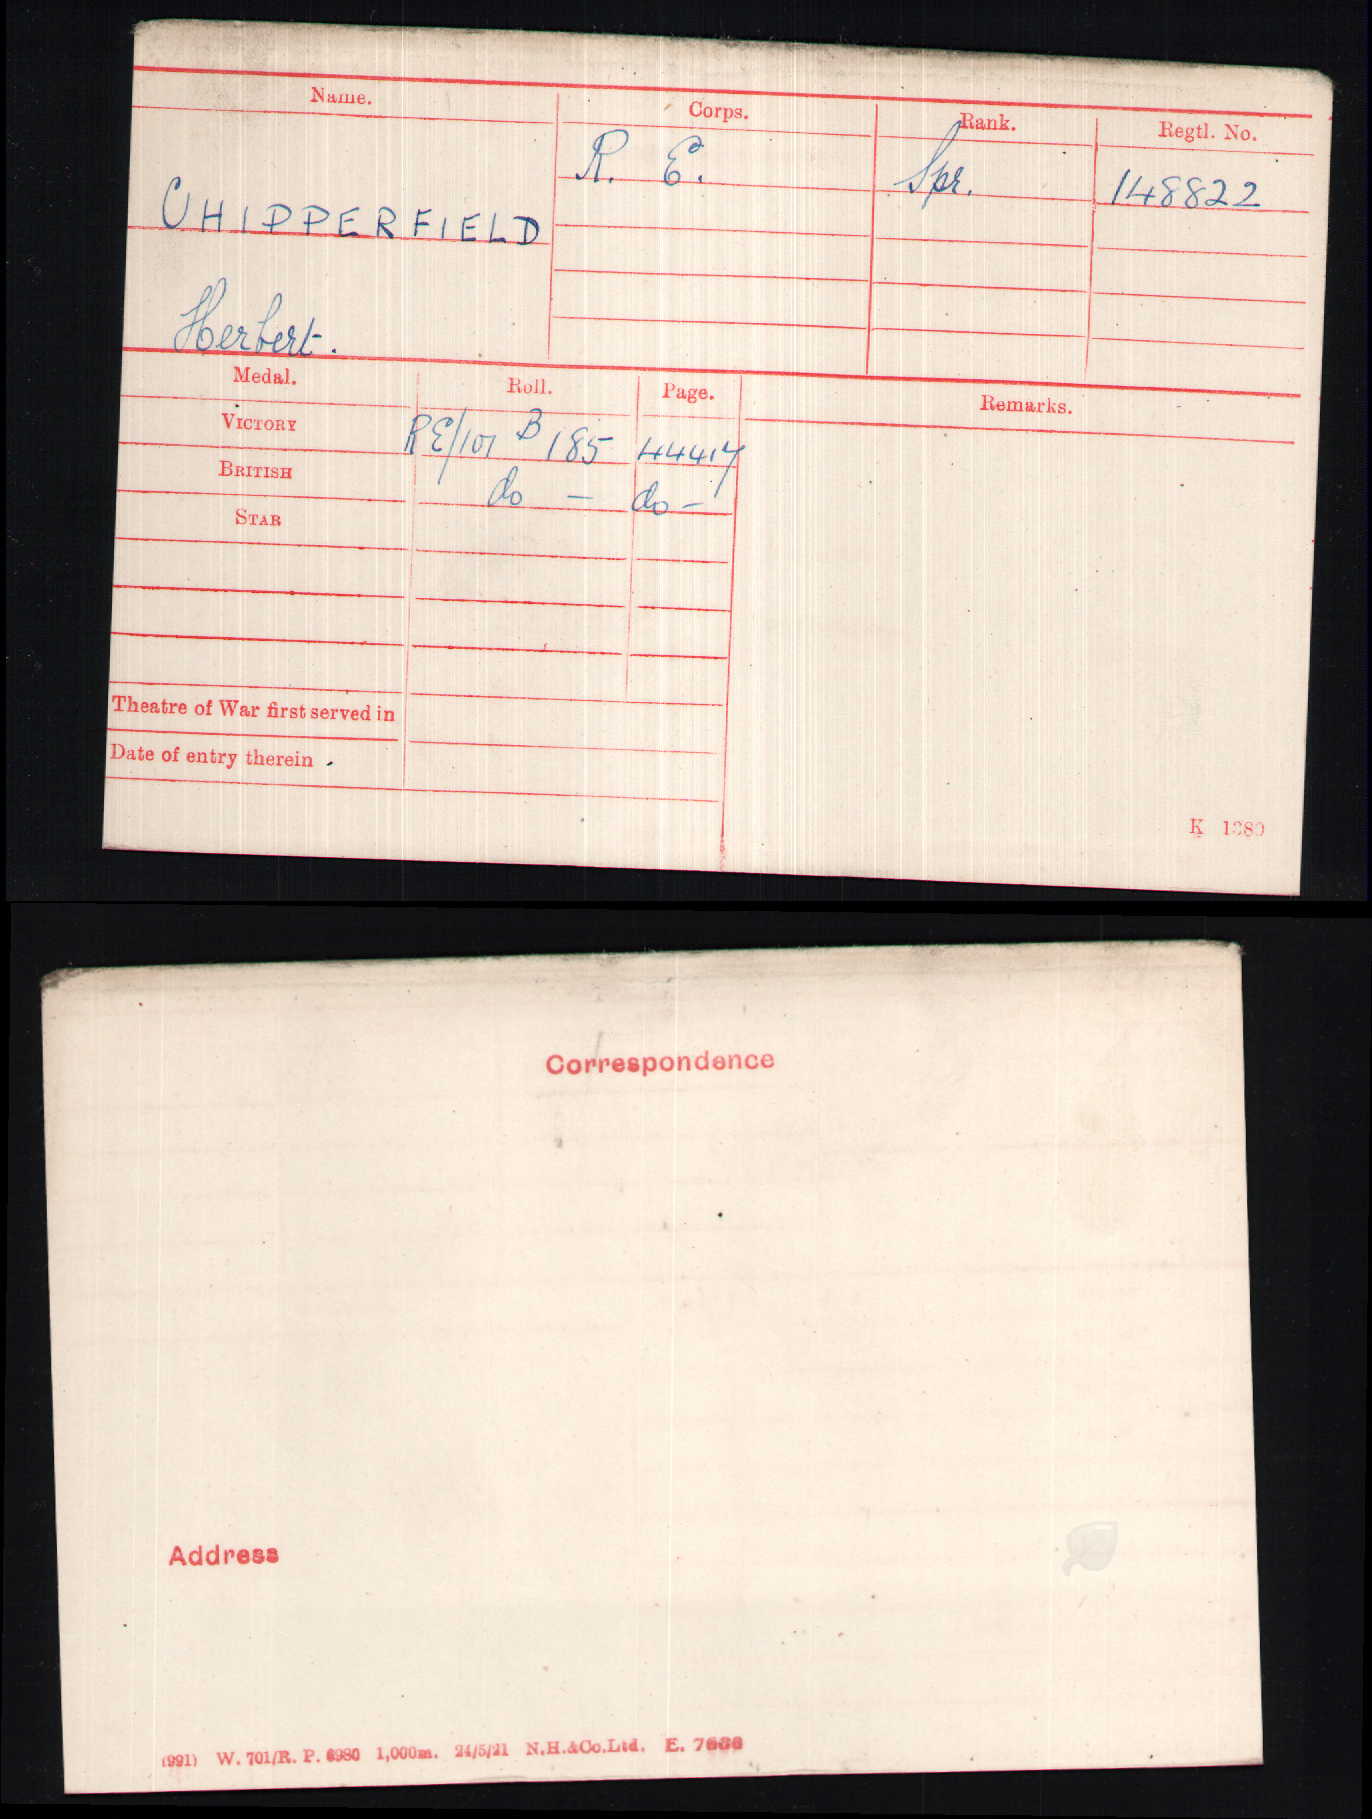 Name. Corps. Rank. Regtl. No.
R. E. Spr. 148822
CHIPPERFIELD
Herbert.
Medal. Roll. Page. Remarks.
VICTORY RE/101 B 185 44417
BRITISH do — do —
STAR
Theatre of War first served in
Date of entry therein
K 1380
Correspondence
Address
(991) W. 701/R. P. 6980 1,000m. 24/5/21 N.H.&Co.Ltd. E.